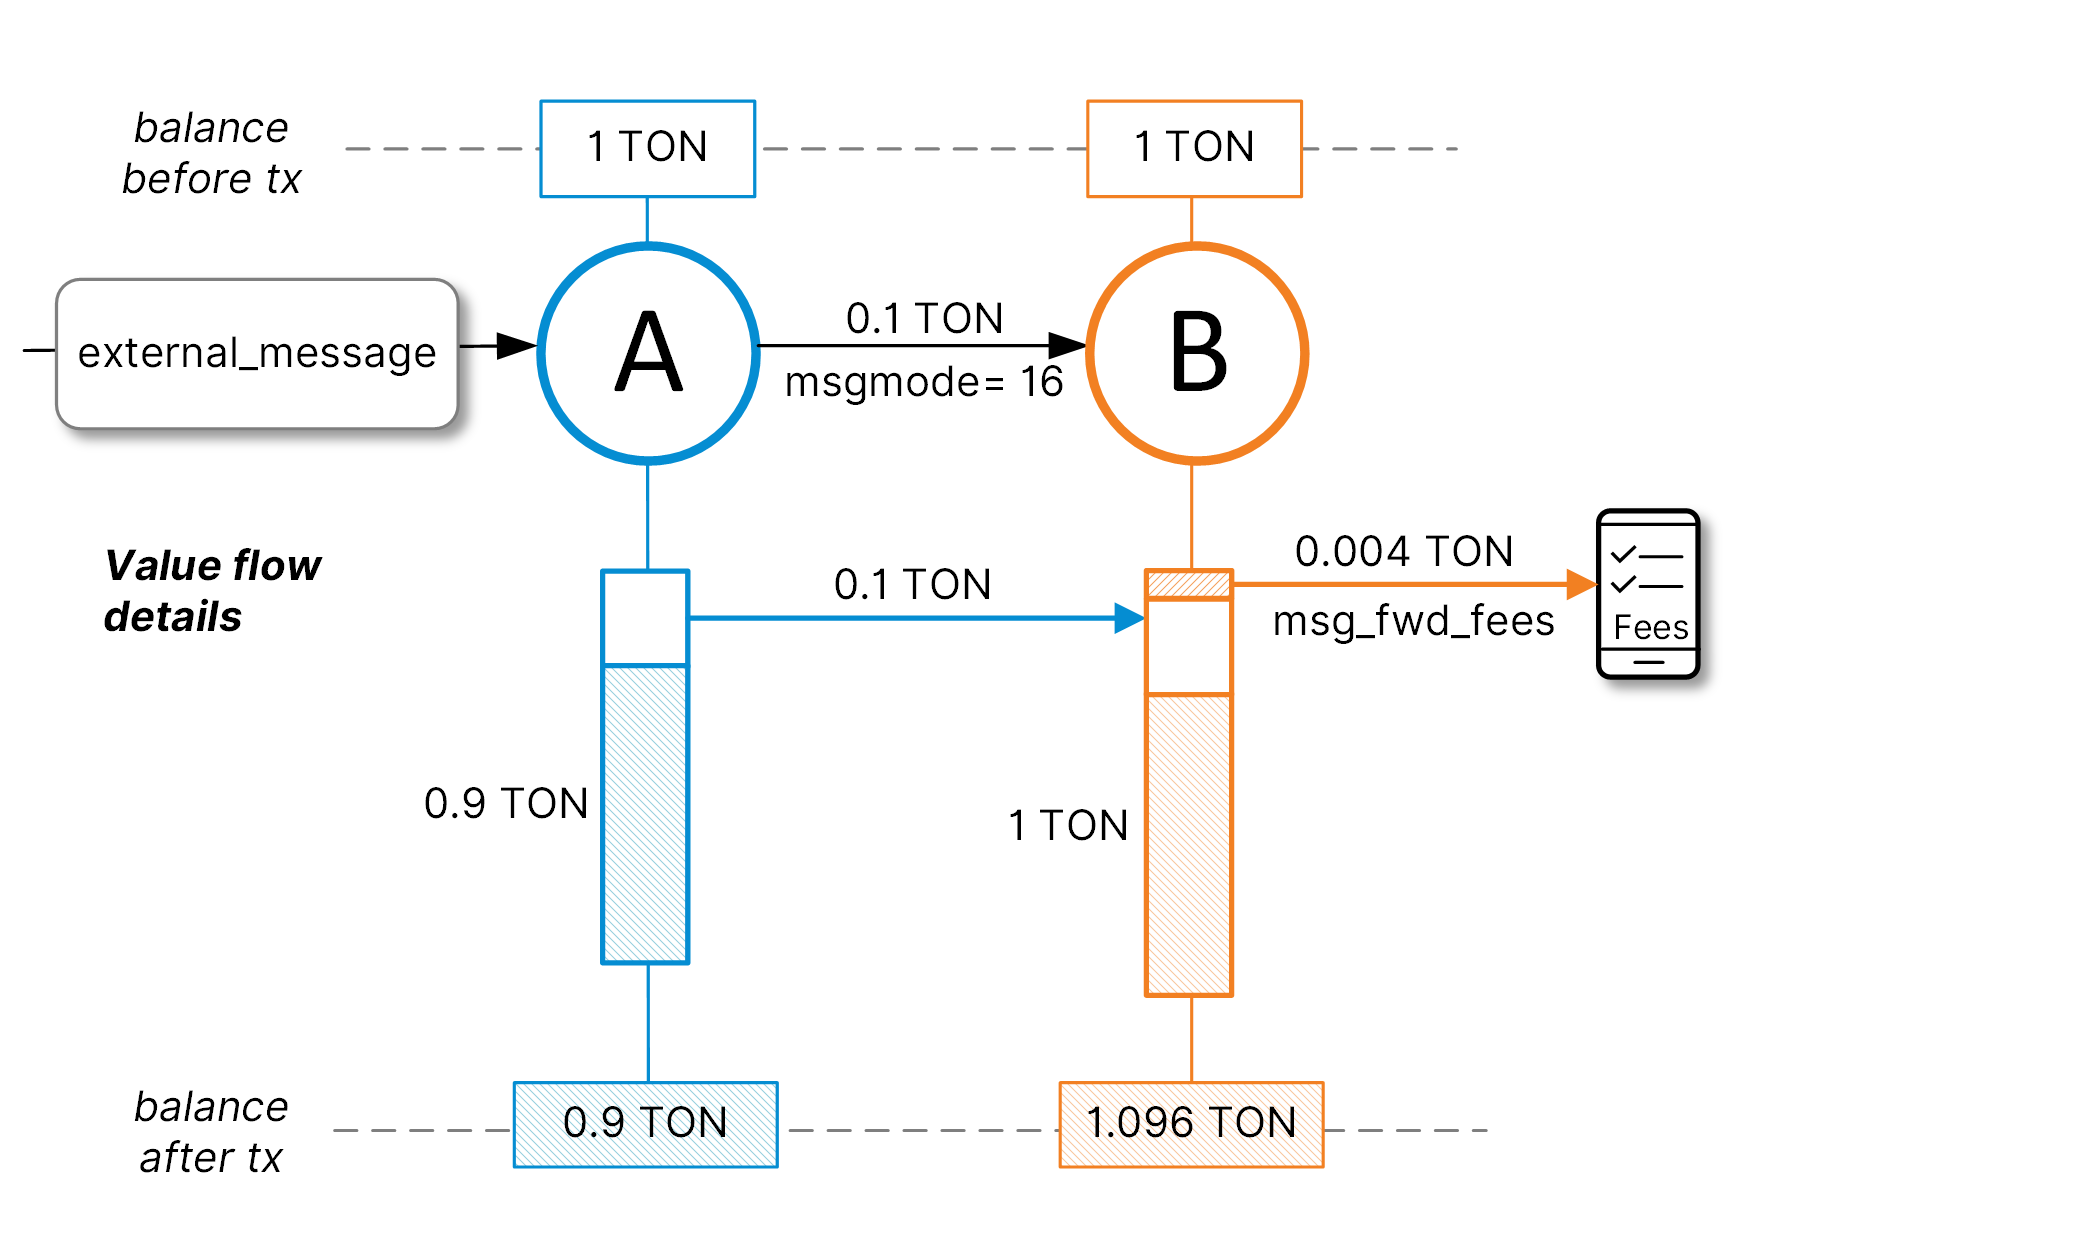 balance
before tx
1 TON
1 TON
external_message
A
0.1 TON
msgmode= 16
B
Value flow
details
0.1 TON
0.004 TON
msg_fwd_fees
Fees
0.9 TON
1 TON
balance
after tx
0.9 TON
1.096 TON